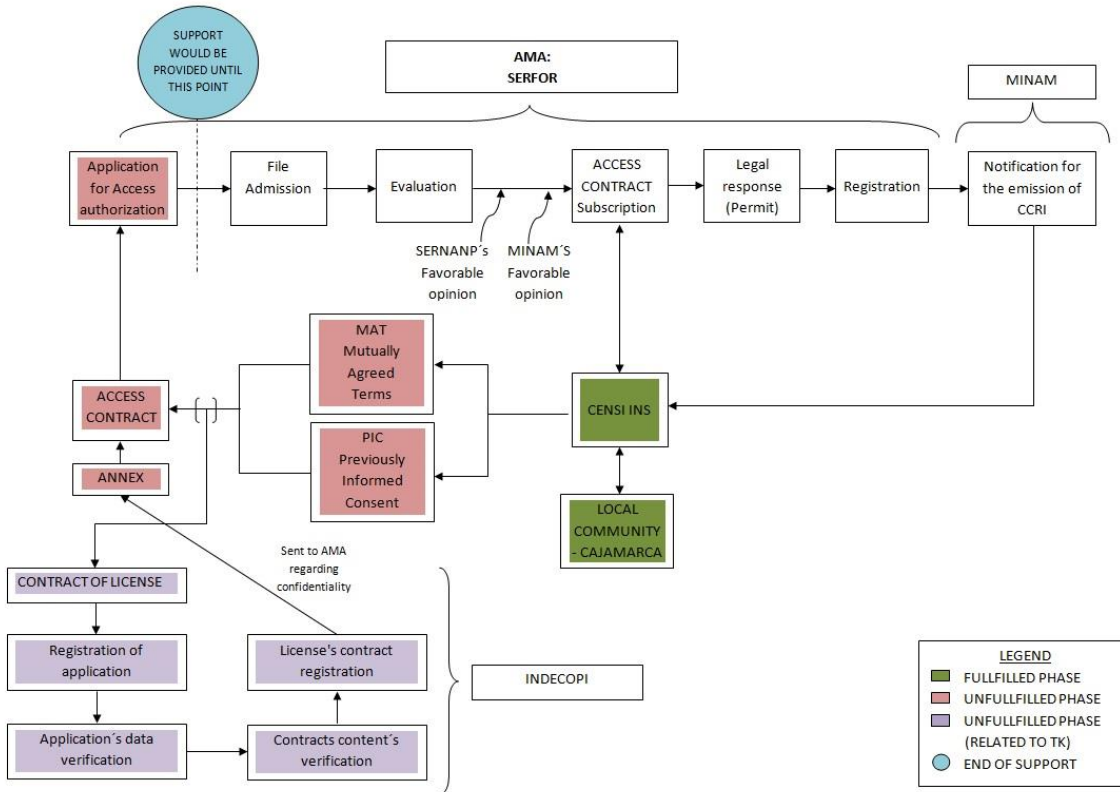 SUPPORT
WOULD BE
PROVIDED UNTIL
THIS POINT
AMA:
SERFOR
MINAM
Application
for Access
authorization
File
Admission
Evaluation
ACCESS
CONTRACT
Subscription
Legal
response
(Permit)
Registration
Notification for
the emission of
CCRI
SERNANP´s
Favorable
opinion
MINAM´S
Favorable
opinion
MAT
Mutually
Agreed
Terms
ACCESS
CONTRACT
CENSI INS
PIC
Previously
Informed
Consent
ANNEX
LOCAL
COMMUNITY
- CAJAMARCA
Sent to AMA
regarding
confidentiality
CONTRACT OF LICENSE
Registration of
application
License's contract
registration
INDECOPI
Application´s data
verification
Contracts content´s
verification
LEGEND
FULLFILLED PHASE
UNFULLFILLED PHASE
UNFULLFILLED PHASE
(RELATED TO TK)
END OF SUPPORT